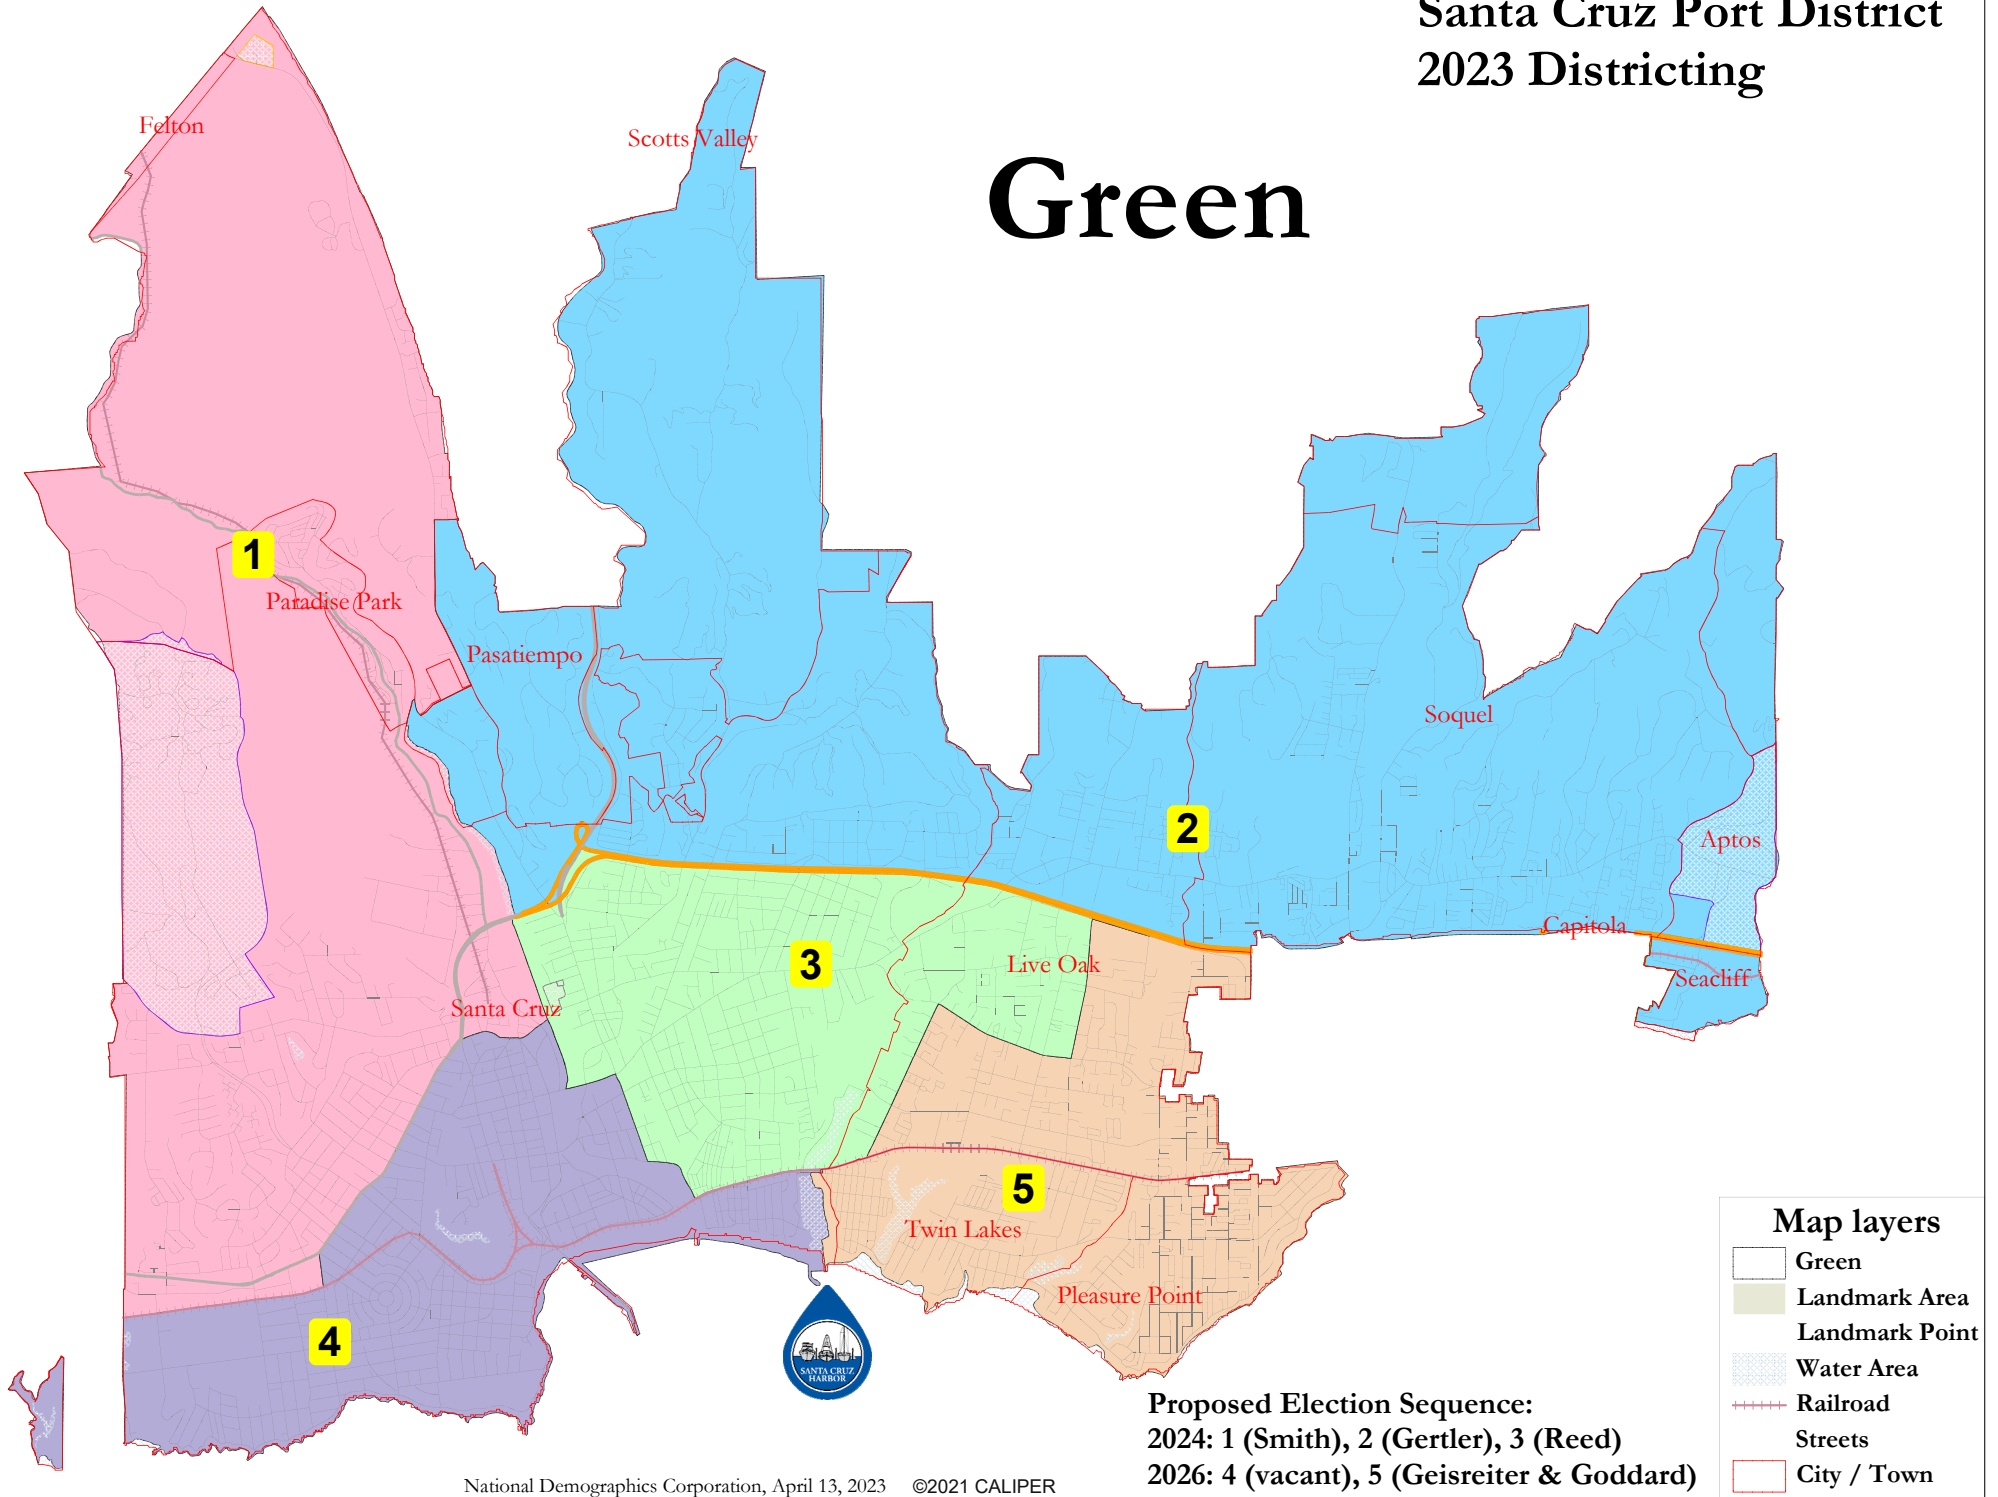 Santa Cruz Port District
2023 Districting
Green
Felton
Scotts Valley
1
Paradise Park
Pasatiempo
Soquel
2
Aptos
Capitola
Seacliff
3
Live Oak
Santa Cruz
5
Twin Lakes
Pleasure Point
4
SANTA CRUZ
HARBOR
Proposed Election Sequence:
2024: 1 (Smith), 2 (Gertler), 3 (Reed)
2026: 4 (vacant), 5 (Geisreiter & Goddard)
Map layers
Green
Landmark Area
Landmark Point
Water Area
Railroad
Streets
City / Town
National Demographics Corporation, April 13, 2023 ©2021 CALIPER